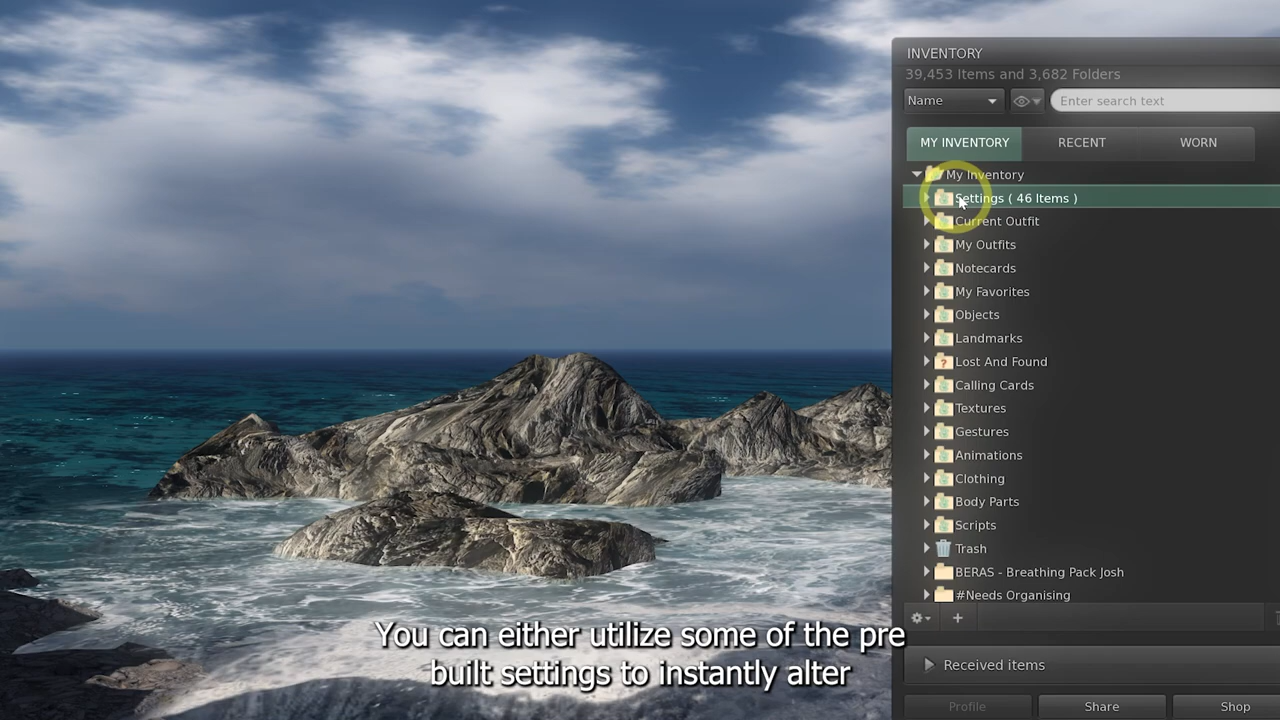 INVENTORY
39,453 Items and 3,682 Folders
Name
Enter search text
MY INVENTORY RECENT WORN
My Inventory
Settings ( 46 Items )
Current Outfit
My Outfits
Notecards
My Favorites
Objects
Landmarks
Lost And Found
Calling Cards
Textures
Gestures
Animations
Clothing
Body Parts
Scripts
Trash
BERAS - Breathing Pack Josh
#Needs Organising
+
Received items
Profile Share Shop
You can either utilize some of the pre
built settings to instantly alter